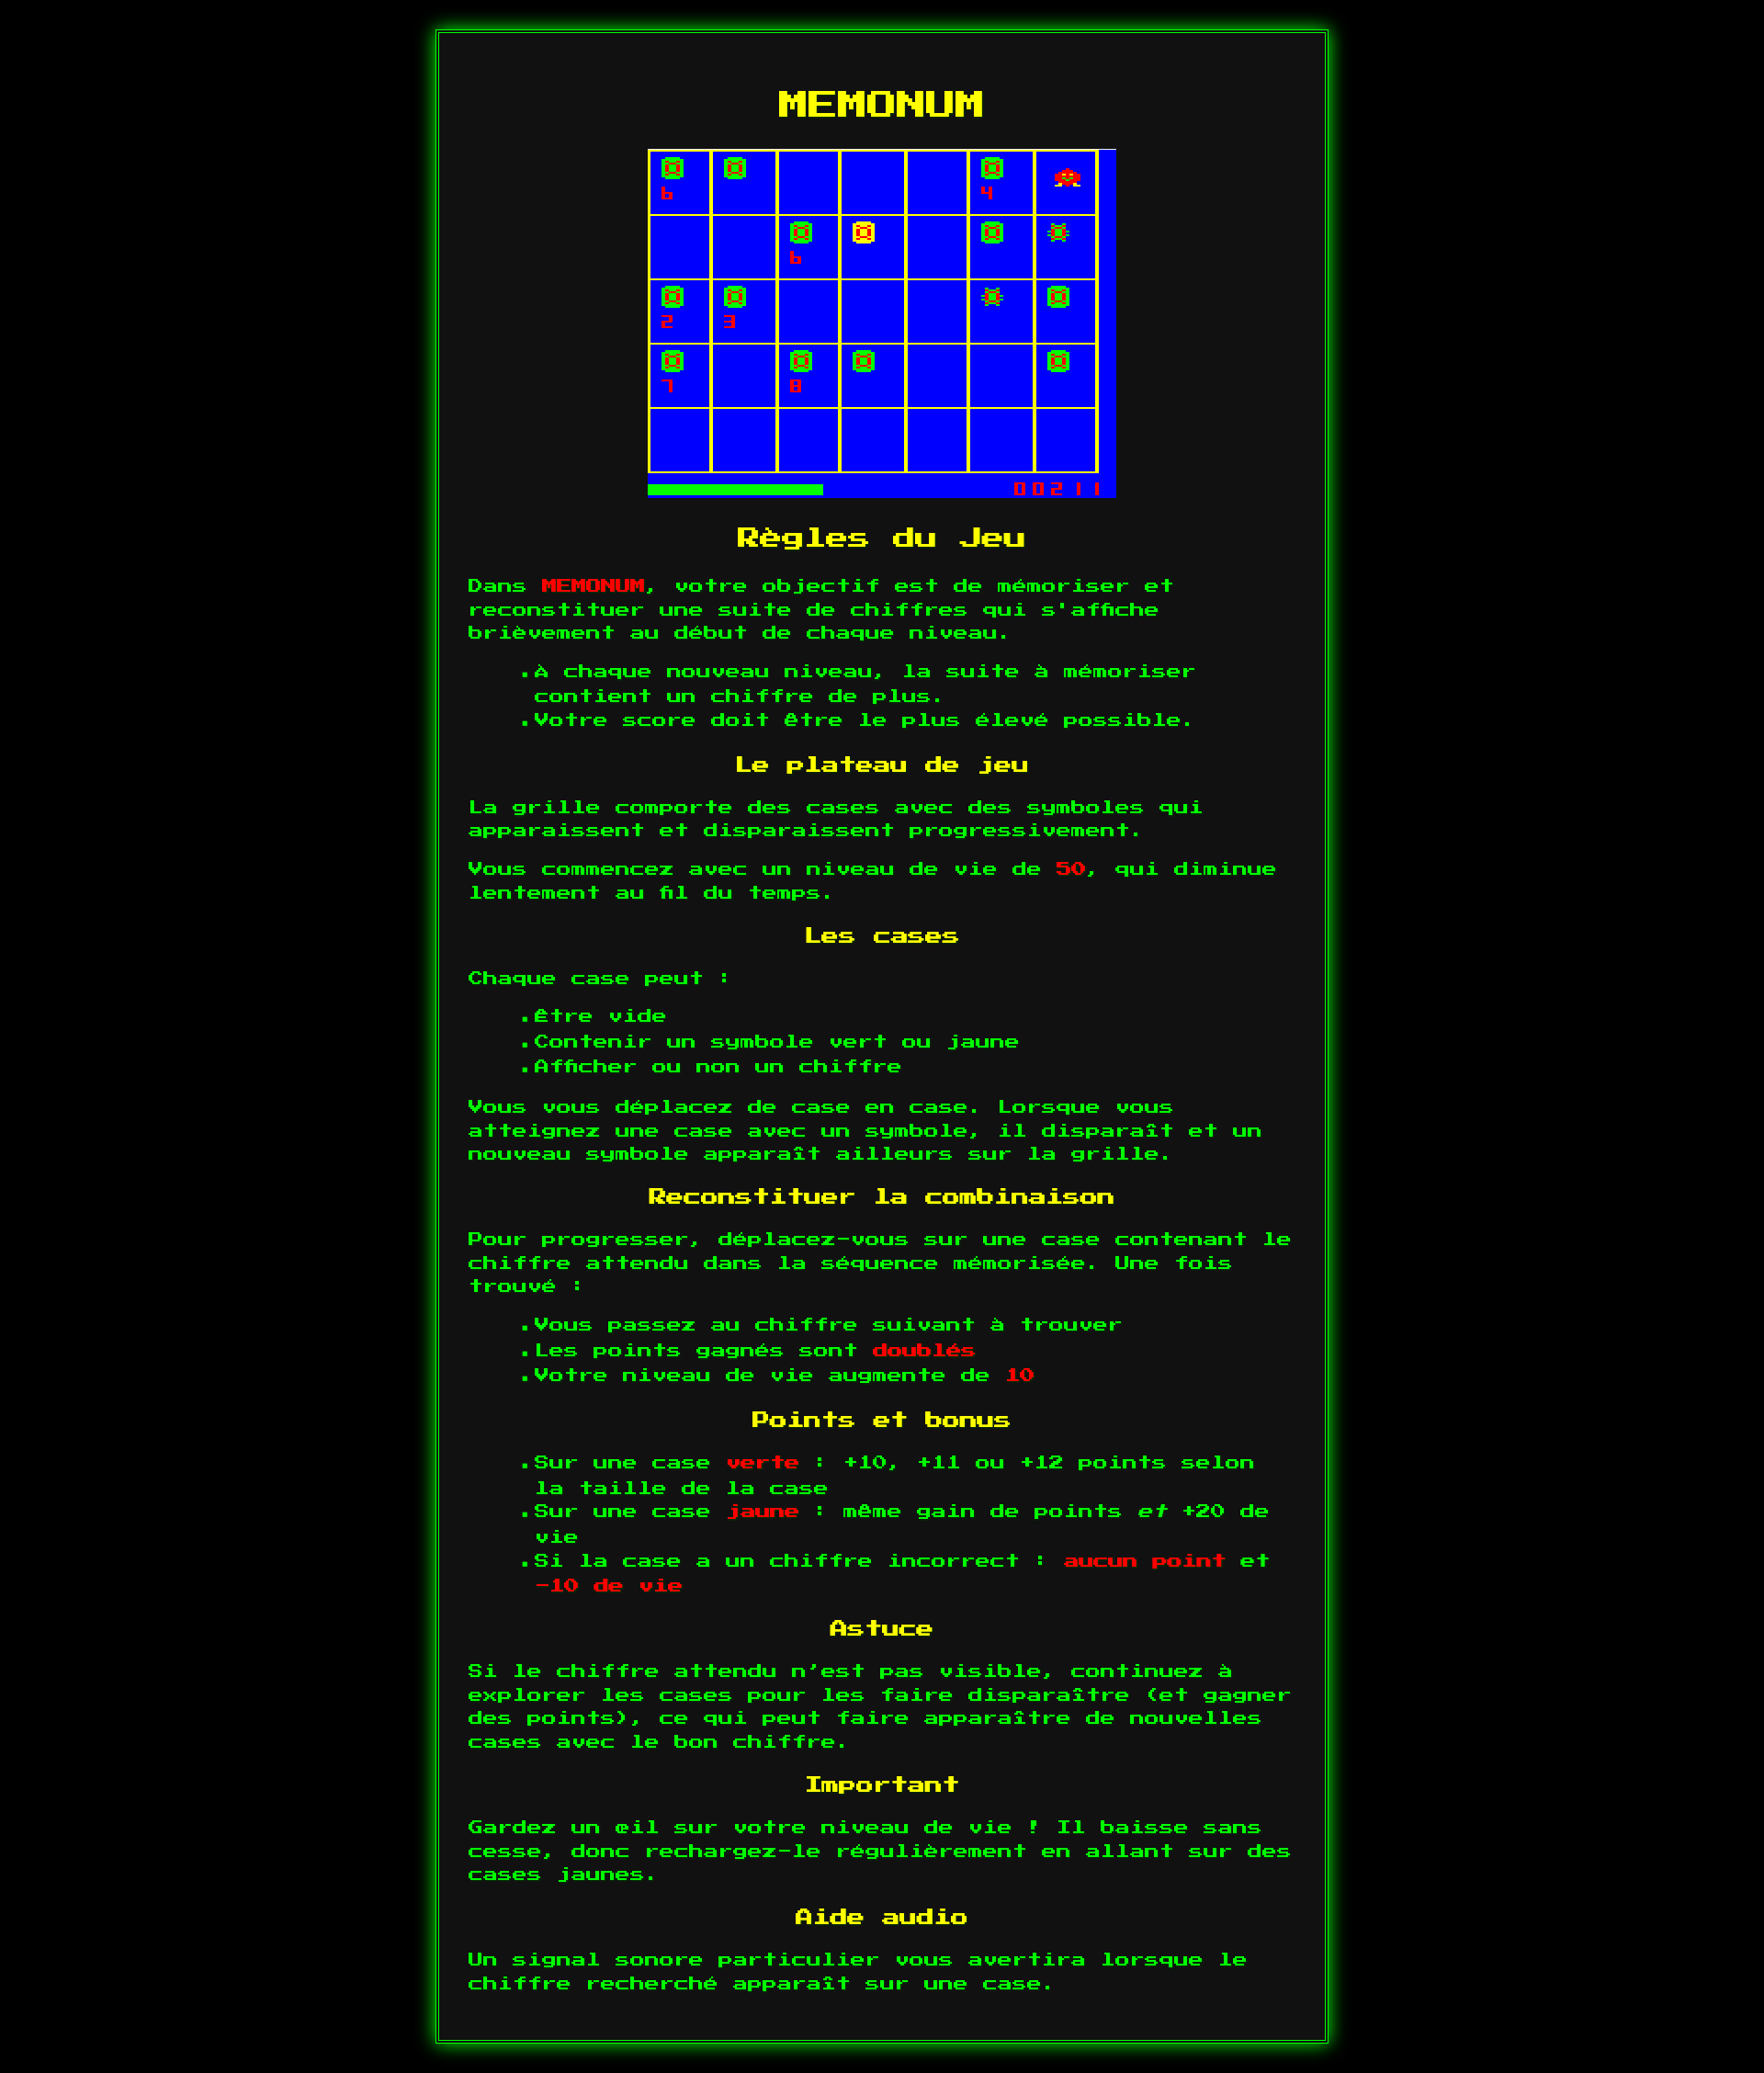 MEMONUM
6 4
6
2 3
7 8
00211
Règles du Jeu
Dans MEMONUM, votre objectif est de mémoriser et
reconstituer une suite de chiffres qui s'affiche
brièvement au début de chaque niveau.
.À chaque nouveau niveau, la suite à mémoriser
contient un chiffre de plus.
.Votre score doit être le plus élevé possible.
Le plateau de jeu
La grille comporte des cases avec des symboles qui
apparaissent et disparaissent progressivement.
Vous commencez avec un niveau de vie de 50, qui diminue
lentement au fil du temps.
Les cases
Chaque case peut :
.Être vide
.Contenir un symbole vert ou jaune
.Afficher ou non un chiffre
Vous vous déplacez de case en case. Lorsque vous
atteignez une case avec un symbole, il disparaît et un
nouveau symbole apparaît ailleurs sur la grille.
Reconstituer la combinaison
Pour progresser, déplacez-vous sur une case contenant le
chiffre attendu dans la séquence mémorisée. Une fois
trouvé :
.Vous passez au chiffre suivant à trouver
.Les points gagnés sont doublés
.Votre niveau de vie augmente de 10
Points et bonus
.Sur une case verte : +10, +11 ou +12 points selon
la taille de la case
.Sur une case jaune : même gain de points et +20 de
vie
.Si la case a un chiffre incorrect : aucun point et
-10 de vie
Astuce
Si le chiffre attendu n’est pas visible, continuez à
explorer les cases pour les faire disparaître (et gagner
des points), ce qui peut faire apparaître de nouvelles
cases avec le bon chiffre.
Important
Gardez un œil sur votre niveau de vie ! Il baisse sans
cesse, donc rechargez-le régulièrement en allant sur des
cases jaunes.
Aide audio
Un signal sonore particulier vous avertira lorsque le
chiffre recherché apparaît sur une case.